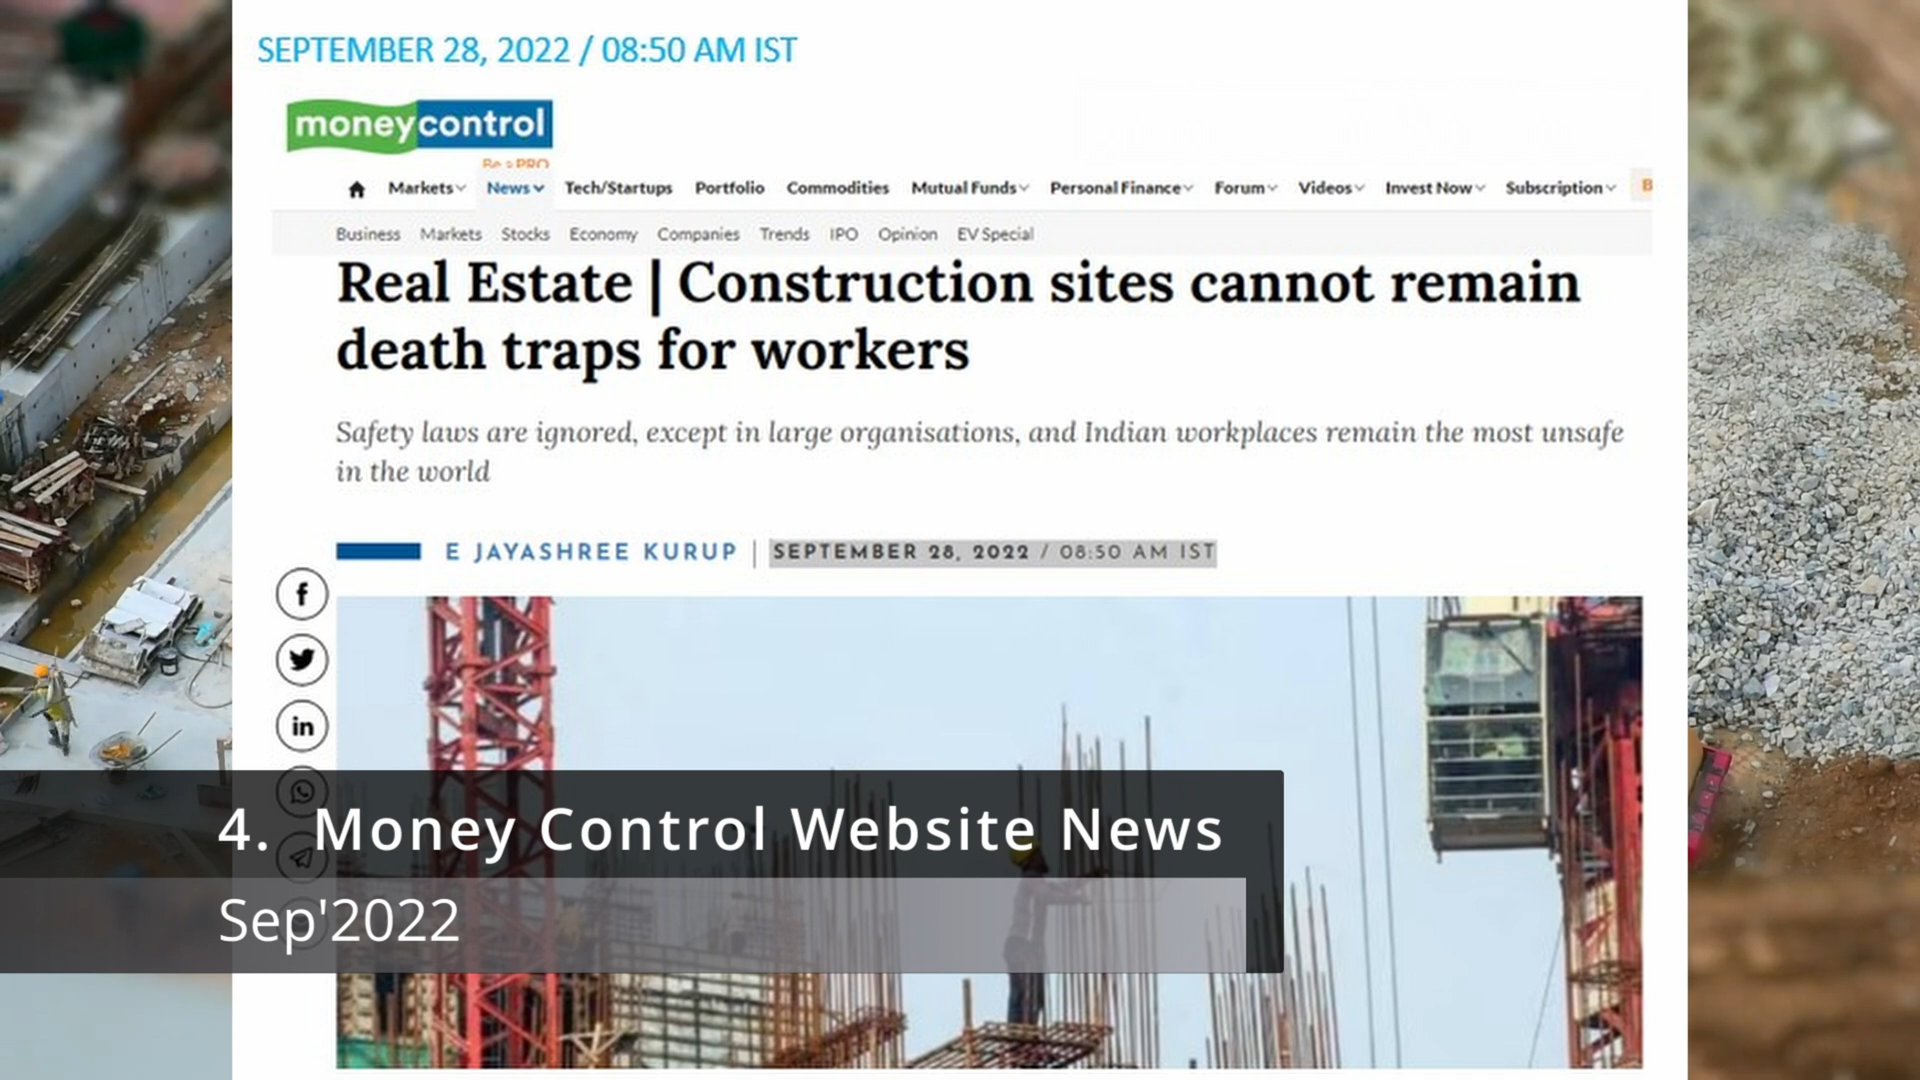 SEPTEMBER 28, 2022 / 08:50 AM IST
moneycontrol
Be a PRO
Markets News Tech/Startups Portfolio Commodities Mutual Funds Personal Finance Forum Videos Invest Now Subscription B
Business Markets Stocks Economy Companies Trends IPO Opinion EV Special
Real Estate | Construction sites cannot remain
death traps for workers
Safety laws are ignored, except in large organisations, and Indian workplaces remain the most unsafe
in the world
E JAYASHREE KURUP | SEPTEMBER 28, 2022 / 08:50 AM IST
f
in
4. Money Control Website News
Sep'2022